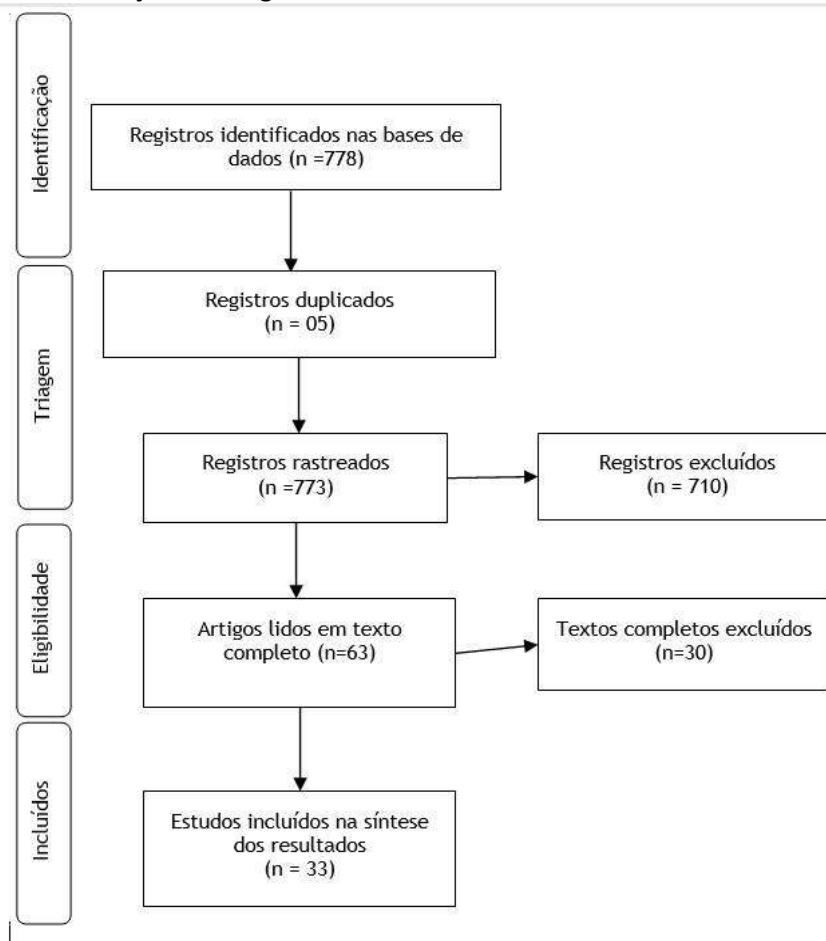 Identificação
Registros identificados nas bases de
dados (n =778)
Triagem
Registros duplicados
(n = 05)
Registros rastreados
(n =773)
Registros excluídos
(n = 710)
Eligibilidade
Artigos lidos em texto
completo (n=63)
Textos completos excluídos
(n=30)
Incluídos
Estudos incluídos na síntese
dos resultados
(n = 33)